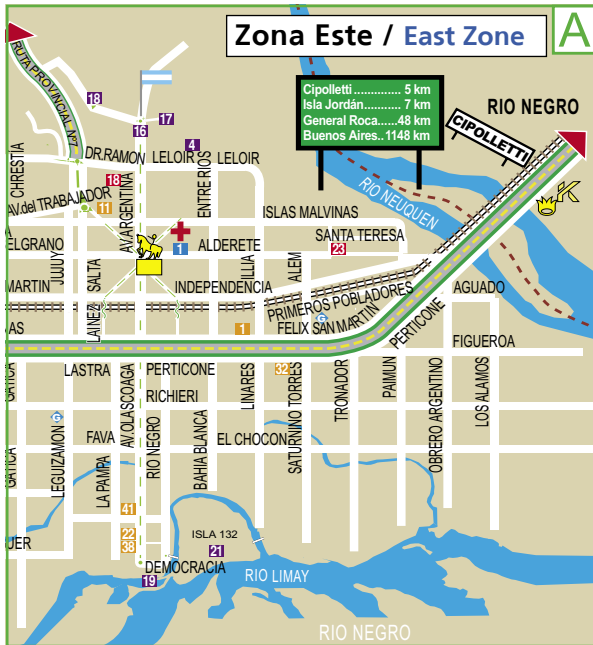 Zona Este / East Zone
A
RUTA PROVINCIAL Nº7
Cipolletti ............. 5 km
Isla Jordán ........... 7 km
General Roca.....48 km
Buenos Aires..1148 km
RIO NEGRO
CIPOLLETTI
18
17
16
4
CHRESTIA
DR.RAMON
LELOIR
LELOIR
ENTRE RIOS
RIO NEUQUEN
K
18
AV.del TRABAJADOR
11
AV.ARGENTINA
ISLAS MALVINAS
SANTA TERESA
ELGRANO
ALDERETE
1
23
JUJUY
SALTA
ILLIA
ALEM
MARTIN
INDEPENDENCIA
PRIMEROS POBLADORES
AGUADO
LAINEZ
G
FELIX SAN MARTIN
PERTICONE
AS
1
FIGUEROA
GATICA
LASTRA
PERTICONE
LINARES
32
RICHIERI
AV.OLASCOAGA
SATURNINO TORRES
TRONADOR
PAIMUN
OBRERO ARGENTINO
LOS ALAMOS
G
LEGUIZAMON
FAVA
RIO NEGRO
BAHIA BLANCA
EL CHOCON
GATICA
LA PAMPA
41
22
38
UER
ISLA 132
21
DEMOCRACIA
19
RIO LIMAY
RIO NEGRO